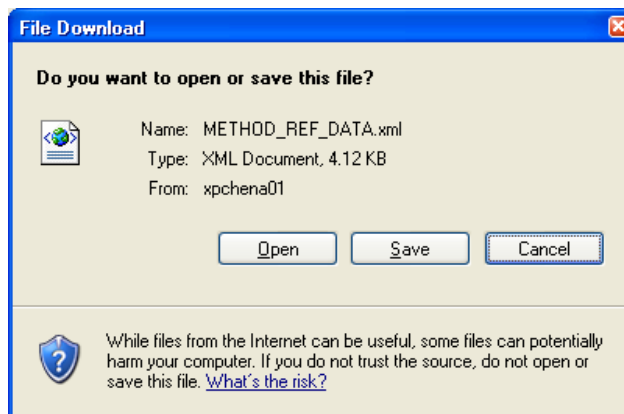 File Download
Do you want to open or save this file?
Name: METHOD_REF_DATA.xml
Type: XML Document, 4.12 KB
From: xpchena01
Open Save Cancel
While files from the Internet can be useful, some files can potentially
harm your computer. If you do not trust the source, do not open or
save this file. What's the risk?